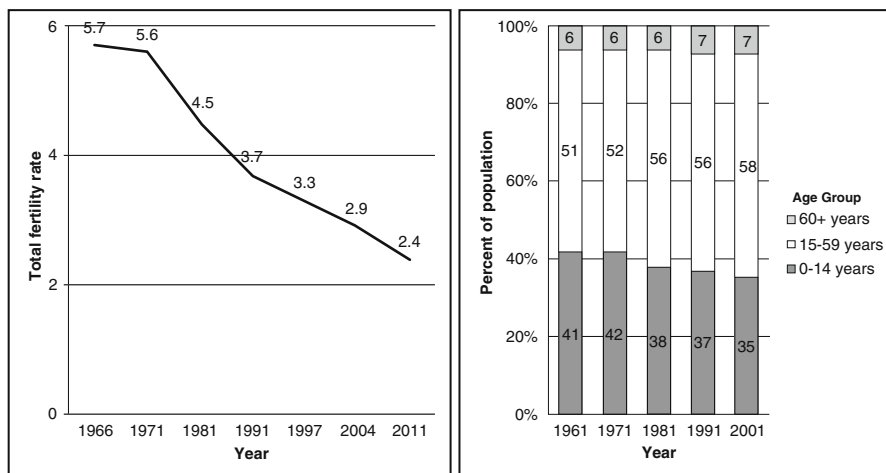 6
5.7
5.6
4.5
4
3.7
3.3
2.9
2.4
2
0
1966 1971 1981 1991 1997 2004 2011
Year
Total fertility rate
100%
6 6 6 7 7
80%
51 52 56 56 58
60%
40%
41 42 38 37 35
20%
0%
1961 1971 1981 1991 2001
Year
Percent of population
Age Group
60+ years
15-59 years
0-14 years